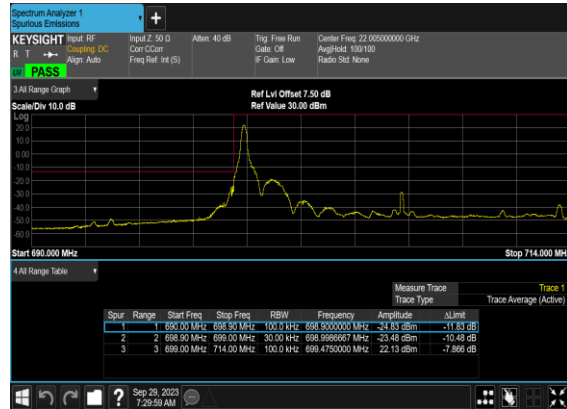 Spectrum Analyzer 1
Spurious Emissions
+
KEYSIGHT Input: RF Input Z: 50 Ω Atten: 40 dB Trig: Free Run Center Freq: 22.005000000 GHz
R T Coupling: DC Corr CCorr Gate: Off Avg|Hold: 100/100
Align: Auto Freq Ref: Int (S) IF Gain: Low Radio Std: None
PASS
3 All Range Graph
Ref Lvl Offset 7.50 dB
Scale/Div 10.0 dB Ref Value 30.00 dBm
Log
20.0
10.0
0.00
-10.0
-20.0
-30.0
-40.0
-50.0
-60.0
Start 690.000 MHz Stop 714.000 MH
4 All Range Table
Measure Trace Trace 1
Trace Type Trace Average (Active)
Spur Range Start Freq Stop Freq RBW Frequency Amplitude ΔLimit
1 1 690.00 MHz 698.90 MHz 100.0 kHz 698.9000000 MHz -24.83 dBm -11.83 dB
2 2 698.90 MHz 699.00 MHz 30.00 kHz 698.9986667 MHz -23.48 dBm -10.48 dB
3 3 699.00 MHz 714.00 MHz 100.0 kHz 699.4750000 MHz 22.13 dBm -7.866 dB
? Sep 29, 2023
7:29:59 AM